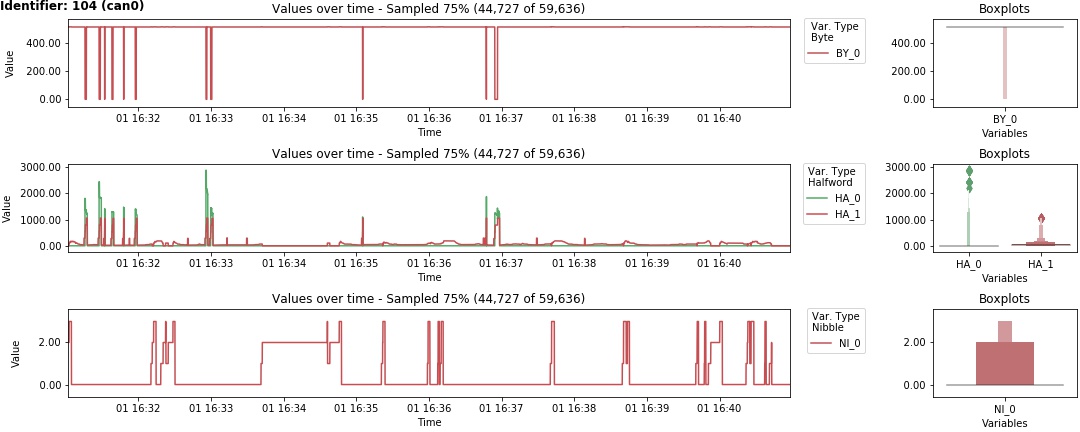 Identifier: 104 (can0)
Values over time - Sampled 75% (44,727 of 59,636)
Value
400.00
200.00
0.00
01 16:32 01 16:33 01 16:34 01 16:35 01 16:36 01 16:37 01 16:38 01 16:39 01 16:40
Time
Var. Type
Byte
BY_0
Boxplots
400.00
200.00
0.00
BY_0
Variables
Values over time - Sampled 75% (44,727 of 59,636)
Value
3000.00
2000.00
1000.00
0.00
01 16:32 01 16:33 01 16:34 01 16:35 01 16:36 01 16:37 01 16:38 01 16:39 01 16:40
Time
Var. Type
Halfword
HA_0
HA_1
Boxplots
3000.00
2000.00
1000.00
0.00
HA_0 HA_1
Variables
Values over time - Sampled 75% (44,727 of 59,636)
Value
2.00
0.00
01 16:32 01 16:33 01 16:34 01 16:35 01 16:36 01 16:37 01 16:38 01 16:39 01 16:40
Time
Var. Type
Nibble
NI_0
Boxplots
2.00
0.00
NI_0
Variables